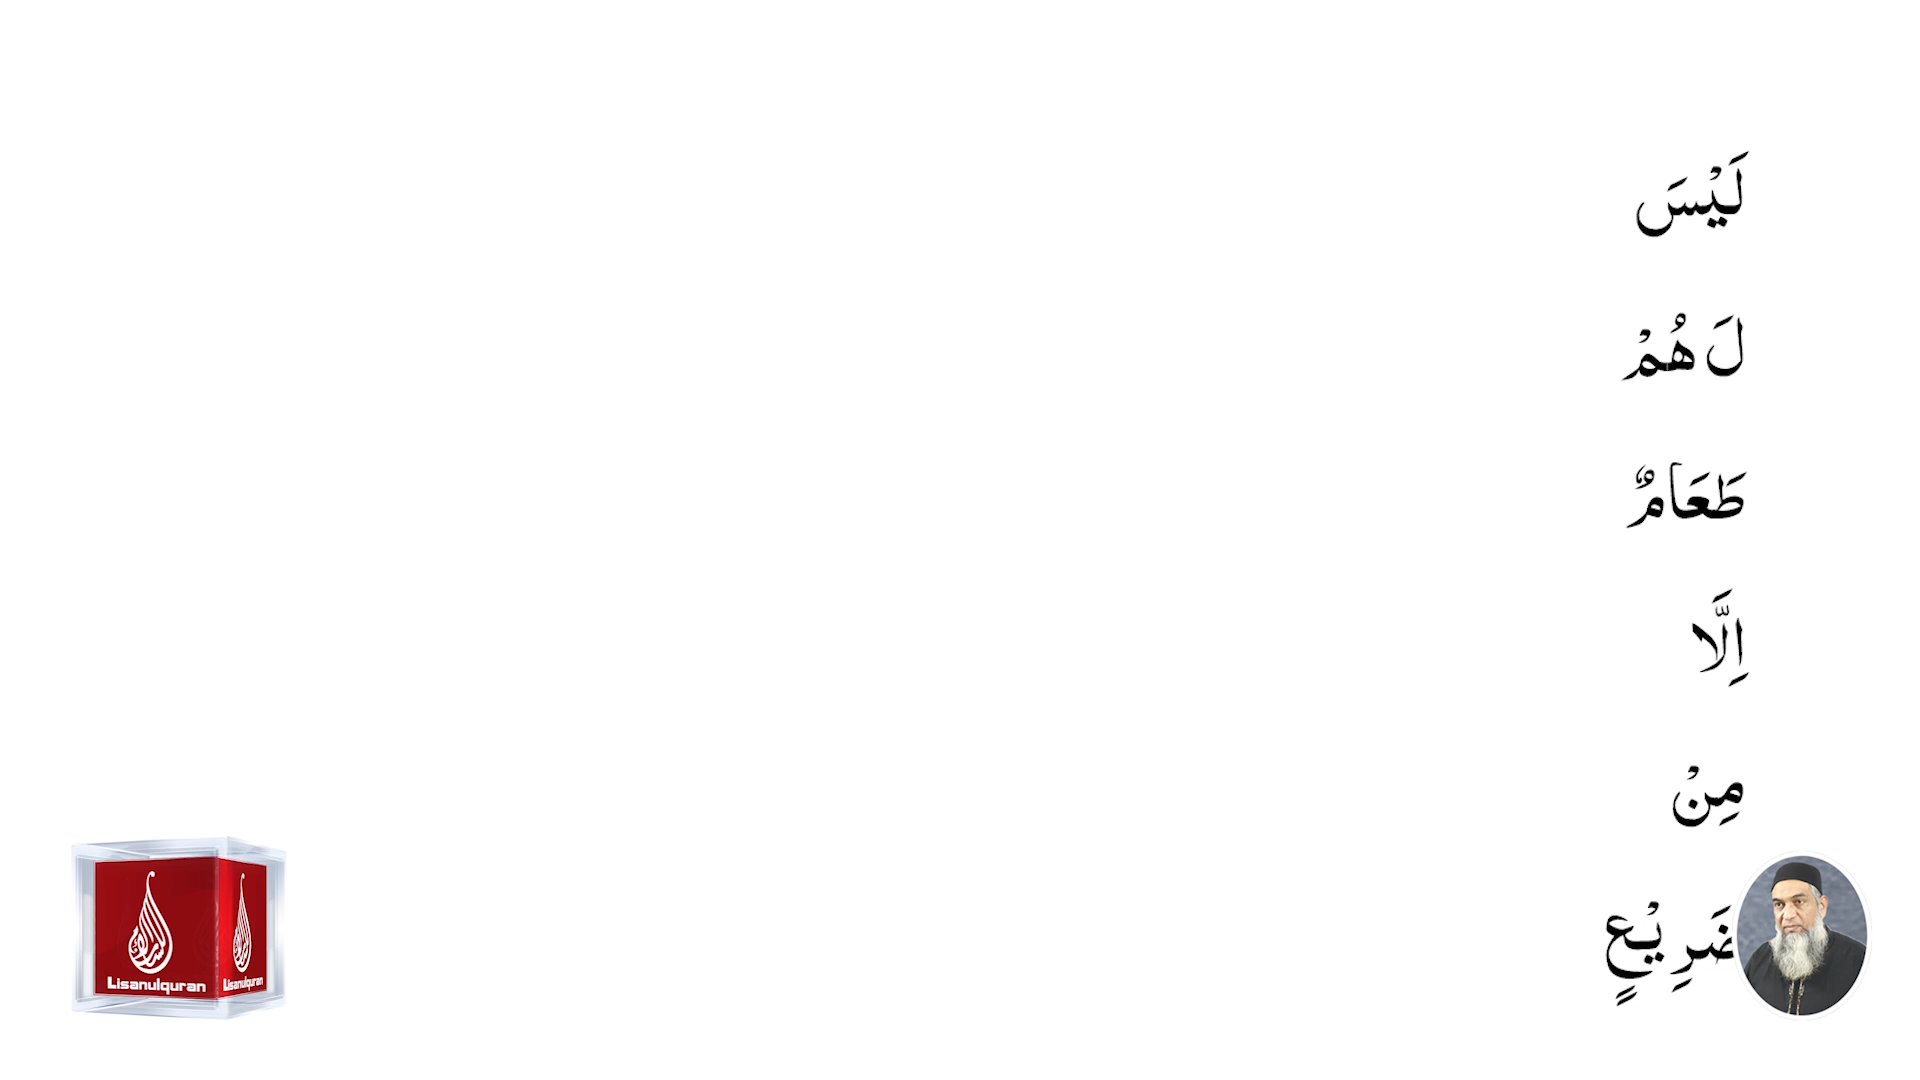 لَيْسَ
لَ هُمْ
طَعَامٌ
اِلَّا
مِنْ
ضَرِيْعٍ
Lisanulquran
Lisanulquran